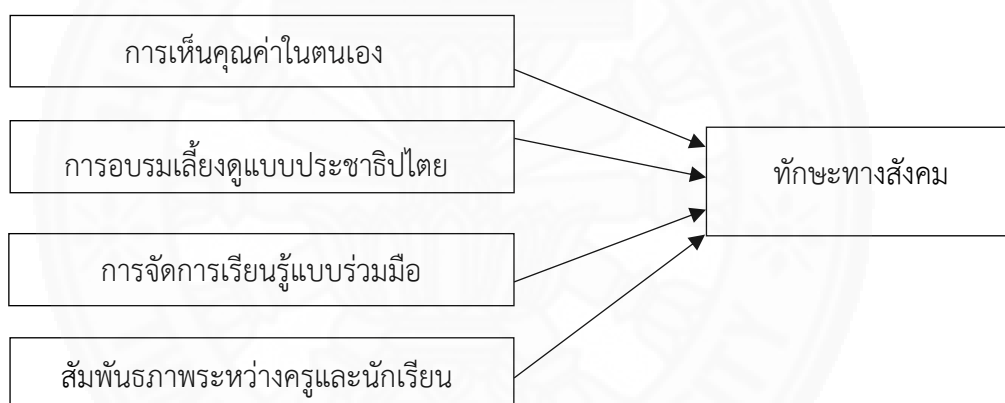 การเห็นคุณค่าในตนเอง
การอบรมเลี้ยงดูแบบประชาธิปไตย
ทักษะทางสังคม
การจัดการเรียนรู้แบบร่วมมือ
สัมพันธภาพระหว่างครูและนักเรียน